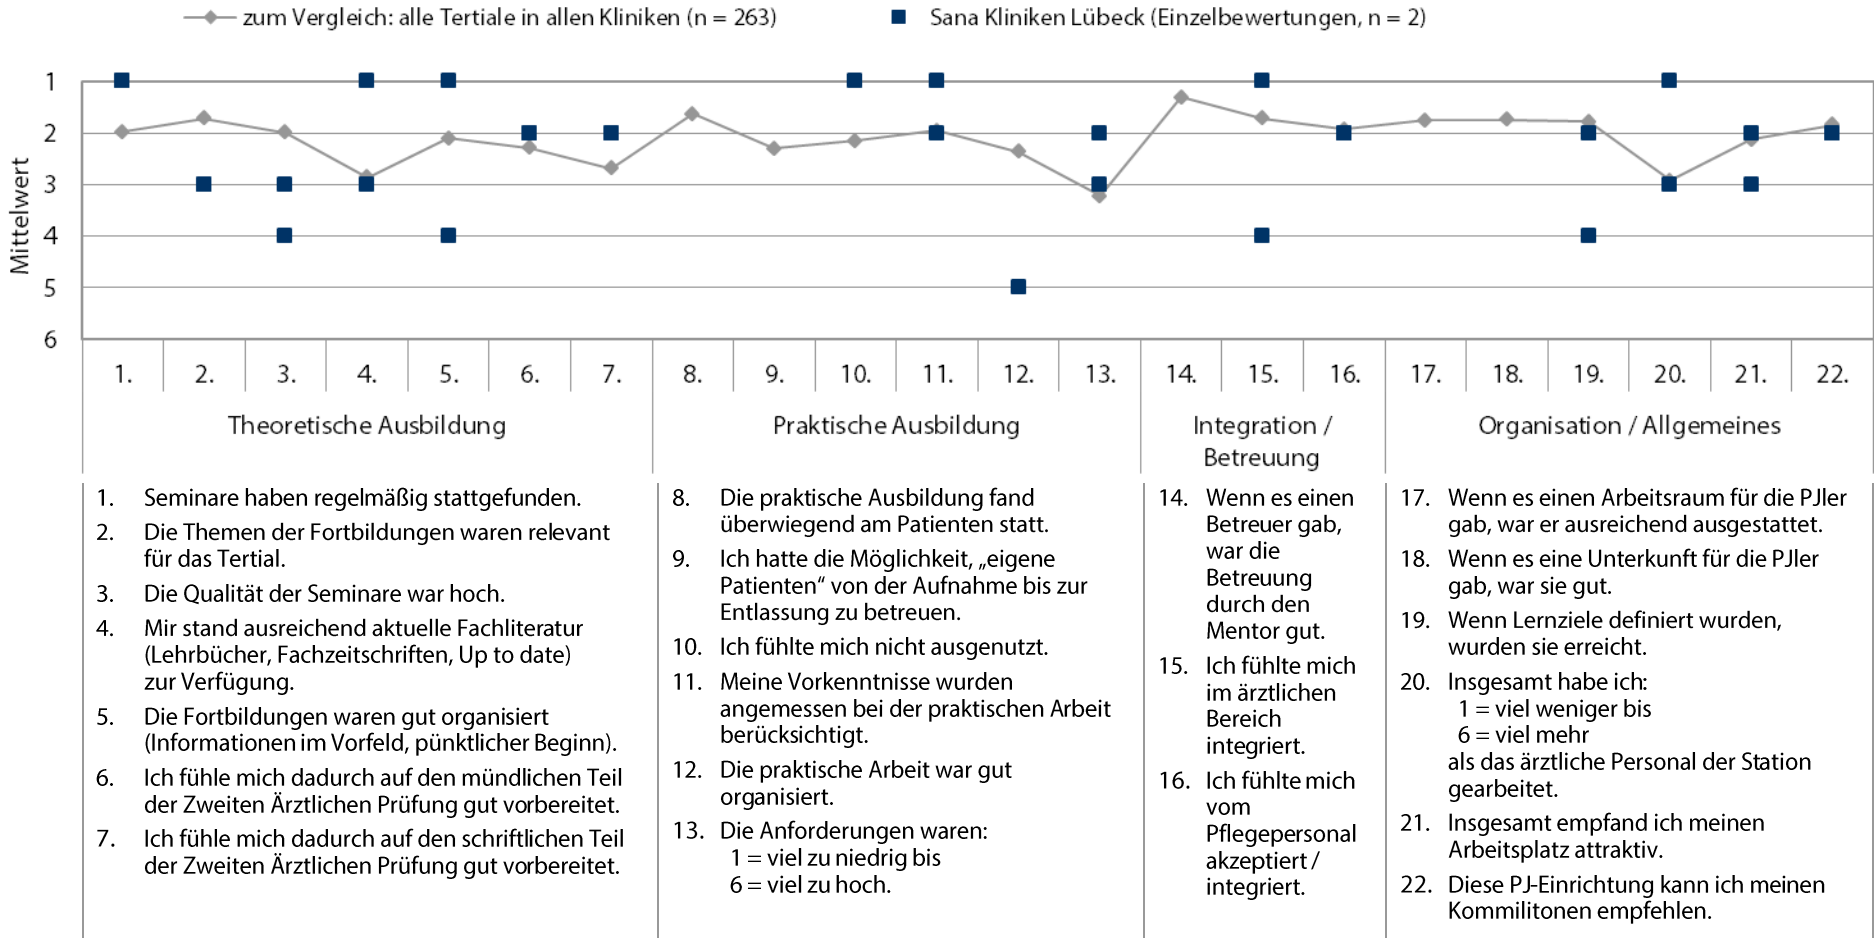 zum Vergleich: alle Tertiale in allen Kliniken (n = 263)
Sana Kliniken Lübeck (Einzelbewertungen, n = 2)
Mittelwert
1
2
3
4
5
6
1. 2. 3. 4. 5. 6. 7. 8. 9. 10. 11. 12. 13. 14. 15. 16. 17. 18. 19. 20. 21. 22.
Theoretische Ausbildung
Praktische Ausbildung
Integration /
Betreuung
Organisation / Allgemeines
1. Seminare haben regelmäßig stattgefunden.
2. Die Themen der Fortbildungen waren relevant
für das Tertial.
3. Die Qualität der Seminare war hoch.
4. Mir stand ausreichend aktuelle Fachliteratur
(Lehrbücher, Fachzeitschriften, Up to date)
zur Verfügung.
5. Die Fortbildungen waren gut organisiert
(Informationen im Vorfeld, pünktlicher Beginn).
6. Ich fühle mich dadurch auf den mündlichen Teil
der Zweiten Ärztlichen Prüfung gut vorbereitet.
7. Ich fühle mich dadurch auf den schriftlichen Teil
der Zweiten Ärztlichen Prüfung gut vorbereitet.
8. Die praktische Ausbildung fand
überwiegend am Patienten statt.
9. Ich hatte die Möglichkeit, „eigene
Patienten“ von der Aufnahme bis zur
Entlassung zu betreuen.
10. Ich fühlte mich nicht ausgenutzt.
11. Meine Vorkenntnisse wurden
angemessen bei der praktischen Arbeit
berücksichtigt.
12. Die praktische Arbeit war gut
organisiert.
13. Die Anforderungen waren:
1 = viel zu niedrig bis
6 = viel zu hoch.
14. Wenn es einen
Betreuer gab,
war die
Betreuung
durch den
Mentor gut.
15. Ich fühlte mich
im ärztlichen
Bereich
integriert.
16. Ich fühlte mich
vom
Pflegepersonal
akzeptiert /
integriert.
17. Wenn es einen Arbeitsraum für die PJler
gab, war er ausreichend ausgestattet.
18. Wenn es eine Unterkunft für die PJler
gab, war sie gut.
19. Wenn Lernziele definiert wurden,
wurden sie erreicht.
20. Insgesamt habe ich:
1 = viel weniger bis
6 = viel mehr
als das ärztliche Personal der Station
gearbeitet.
21. Insgesamt empfand ich meinen
Arbeitsplatz attraktiv.
22. Diese PJ-Einrichtung kann ich meinen
Kommilitonen empfehlen.